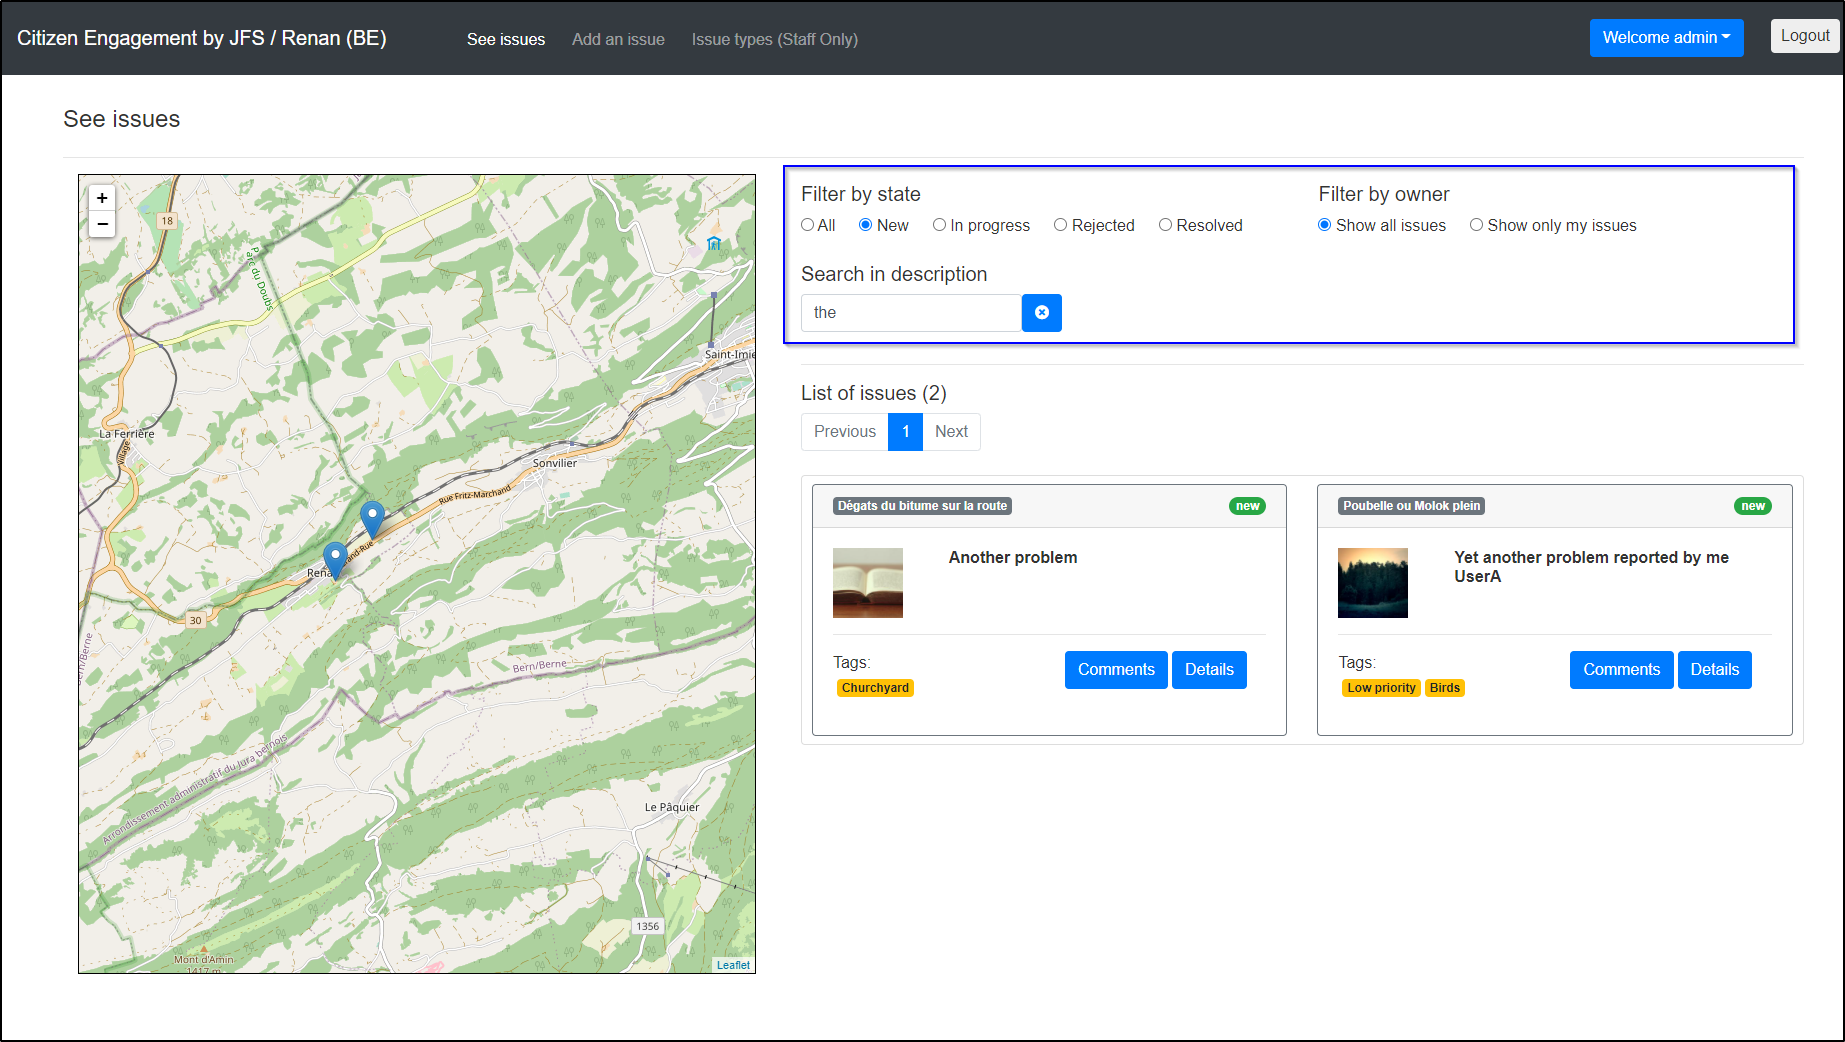 Citizen Engagement by JFS / Renan (BE)
See issues
Add an issue
Issue types (Staff Only)
Welcome admin
Logout
See issues
+
−
18
Parc du Doubs
Saint-Imie
La Ferrière
Village
Sonvilier
Rue Fritz-Marchand
and-Rue
Rena
30
Bern/Berne
Bern/Berne
Arrondissement administratif du Jura bernois
Le Pâquier
1356
Mont d'Amin
1417 m
Leaflet
Filter by state
All New In progress Rejected Resolved
Filter by owner
Show all issues Show only my issues
Search in description
the
List of issues (2)
Previous 1 Next
Dégats du bitume sur la route
new
Another problem
Tags:
Churchyard
Comments Details
Poubelle ou Molok plein
new
Yet another problem reported by me
UserA
Tags:
Low priority Birds
Comments Details